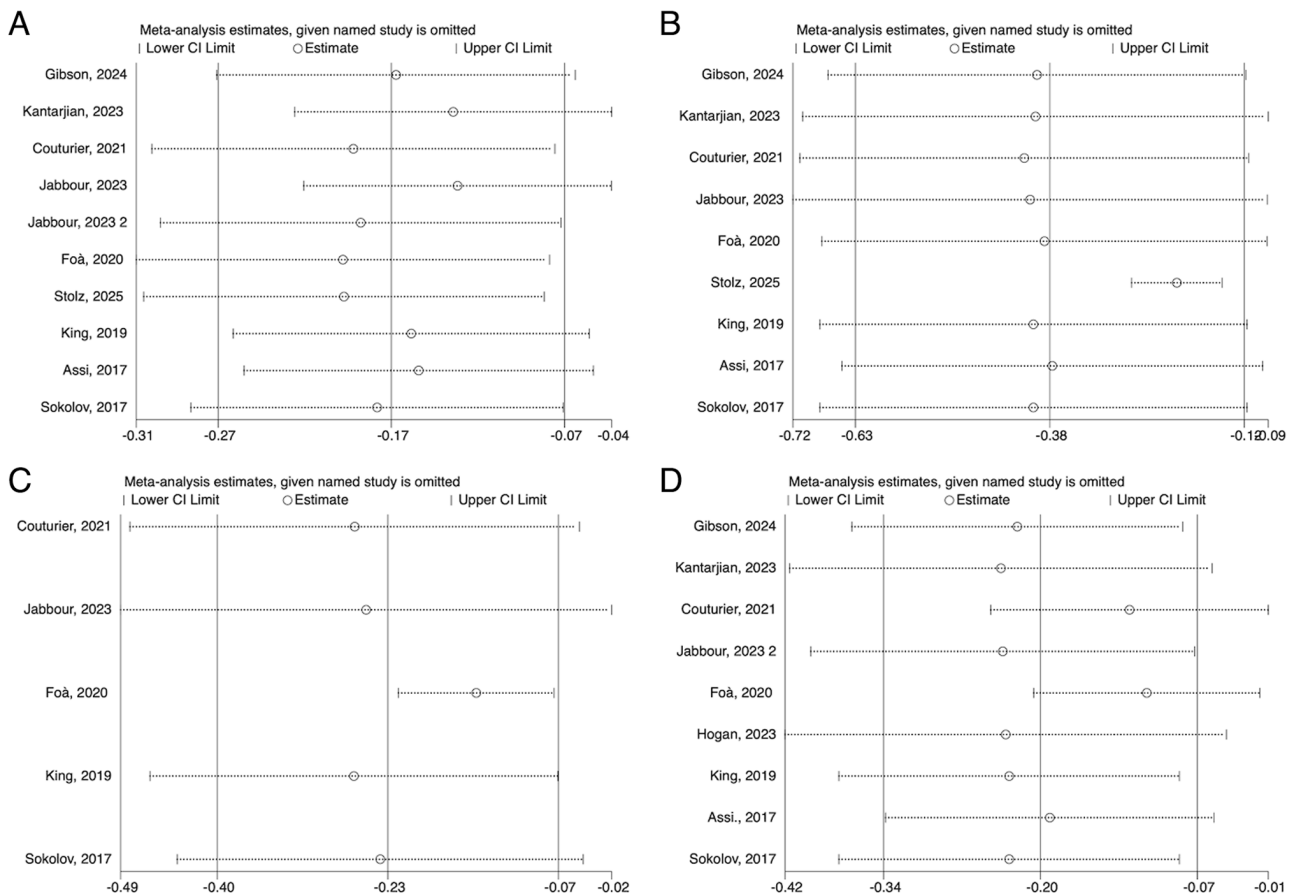 A
Meta-analysis estimates, given named study is omitted
Lower CI Limit Estimate Upper CI Limit
Gibson, 2024
Kantarjian, 2023
Couturier, 2021
Jabbour, 2023
Jabbour, 2023 2
Foà, 2020
Stolz, 2025
King, 2019
Assi, 2017
Sokolov, 2017
-0.31 -0.27 -0.17 -0.07 -0.04
B
Meta-analysis estimates, given named study is omitted
Lower CI Limit Estimate Upper CI Limit
Gibson, 2024
Kantarjian, 2023
Couturier, 2021
Jabbour, 2023
Foà, 2020
Stolz, 2025
King, 2019
Assi, 2017
Sokolov, 2017
-0.72 -0.63 -0.38 -0.12 0.09
C
Meta-analysis estimates, given named study is omitted
Lower CI Limit Estimate Upper CI Limit
Couturier, 2021
Jabbour, 2023
Foà, 2020
King, 2019
Sokolov, 2017
-0.49 -0.40 -0.23 -0.07 -0.02
D
Meta-analysis estimates, given named study is omitted
Lower CI Limit Estimate Upper CI Limit
Gibson, 2024
Kantarjian, 2023
Couturier, 2021
Jabbour, 2023 2
Foà, 2020
Hogan, 2023
King, 2019
Assi., 2017
Sokolov, 2017
-0.42 -0.34 -0.20 -0.07 -0.01